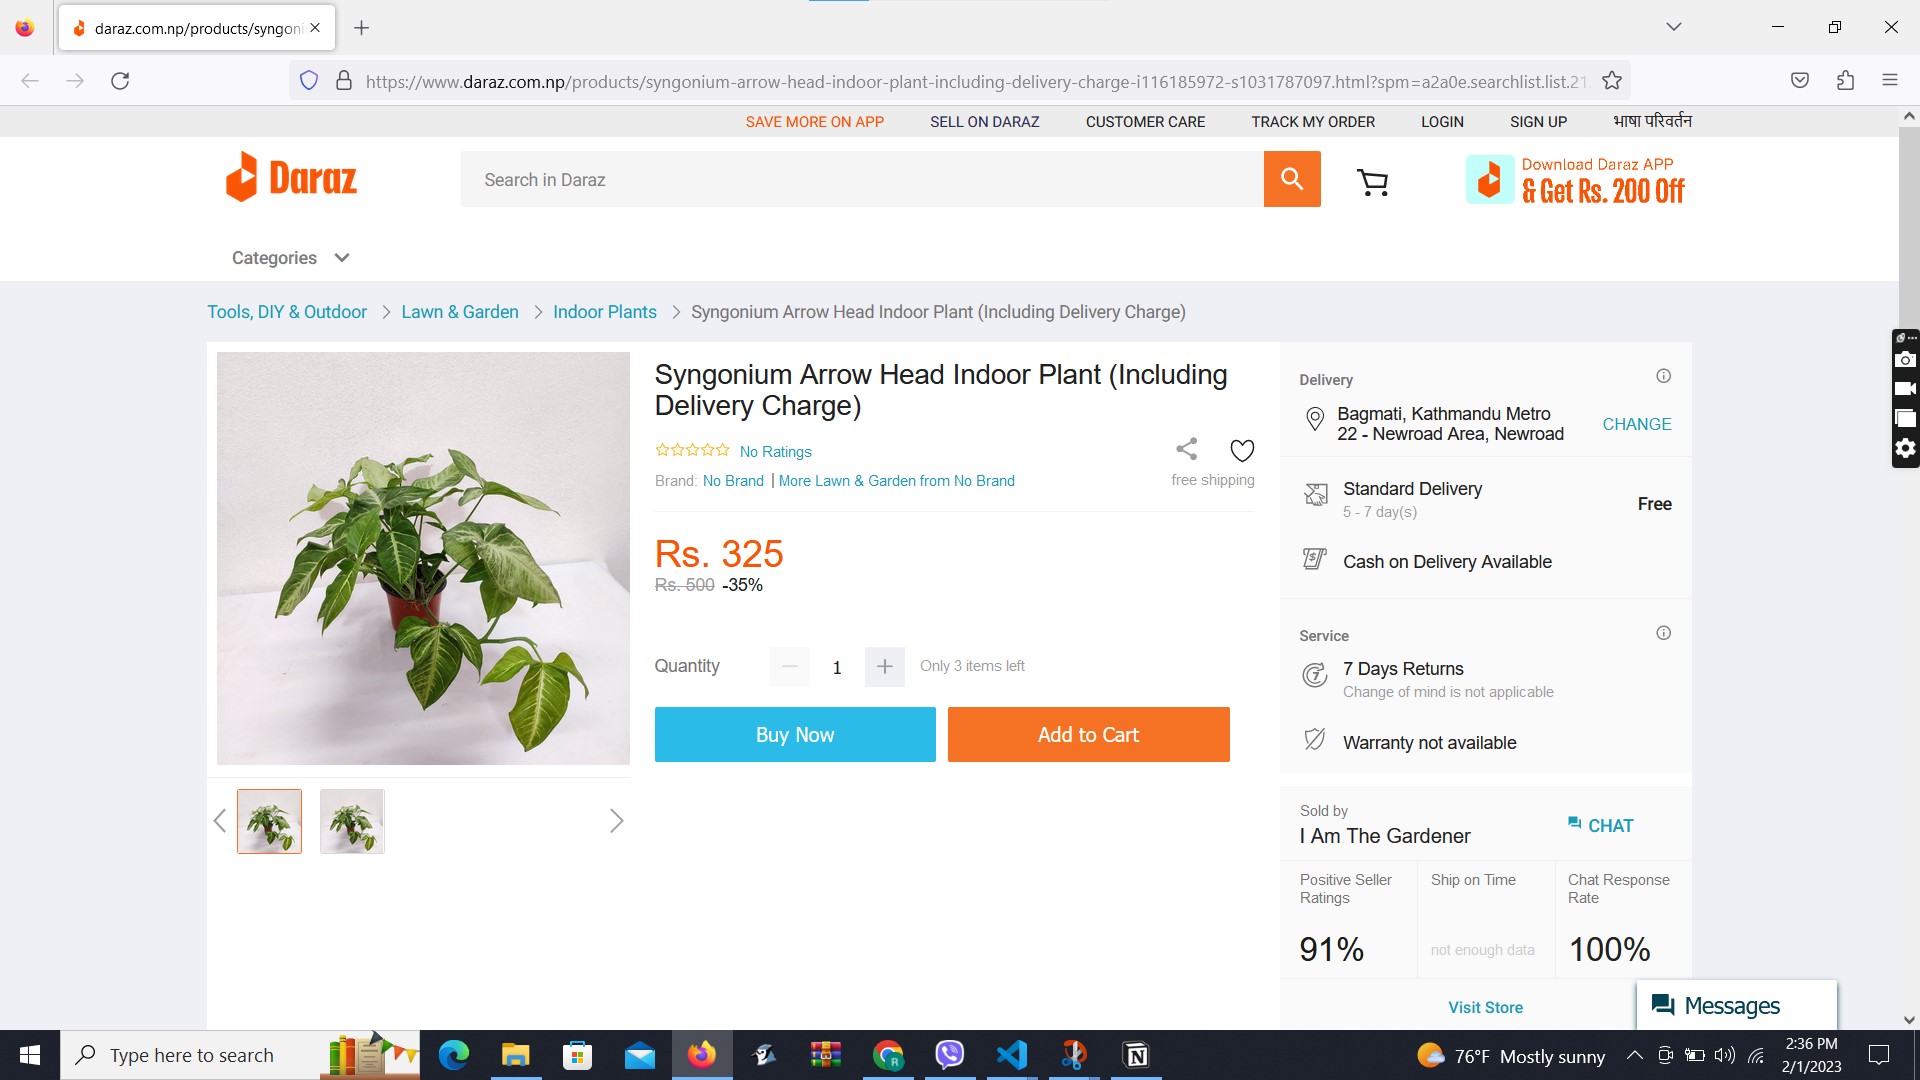 daraz.com.np/products/syngoni
https://www.daraz.com.np/products/syngonium-arrow-head-indoor-plant-including-delivery-charge-i116185972-s1031787097.html?spm=a2a0e.searchlist.list.21
SAVE MORE ON APP SELL ON DARAZ CUSTOMER CARE TRACK MY ORDER LOGIN SIGN UP भाषा परिवर्तन
Daraz
Search in Daraz
Download Daraz APP
& Get Rs. 200 Off
Categories
Tools, DIY & Outdoor > Lawn & Garden > Indoor Plants > Syngonium Arrow Head Indoor Plant (Including Delivery Charge)
Syngonium Arrow Head Indoor Plant (Including
Delivery Charge)
No Ratings
Brand: No Brand | More Lawn & Garden from No Brand
free shipping
Rs. 325
Rs. 500 -35%
Quantity
1
Only 3 items left
Buy Now
Add to Cart
Delivery
Bagmati, Kathmandu Metro
22 - Newroad Area, Newroad
CHANGE
Standard Delivery
5 - 7 day(s)
Free
Cash on Delivery Available
Service
7 Days Returns
Change of mind is not applicable
Warranty not available
Sold by
I Am The Gardener
CHAT
Positive Seller
Ratings
91%
Ship on Time
not enough data
Chat Response
Rate
100%
Visit Store
Messages
Type here to search
76°F Mostly sunny
2:36 PM
2/1/2023